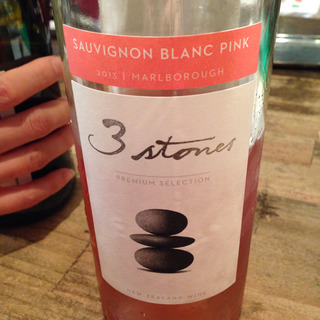 SAUVIGNON BLANC PINK
2013 | MARLBOROUGH
3 stones
PREMIUM SELECTION
NEW ZEALAND WINE